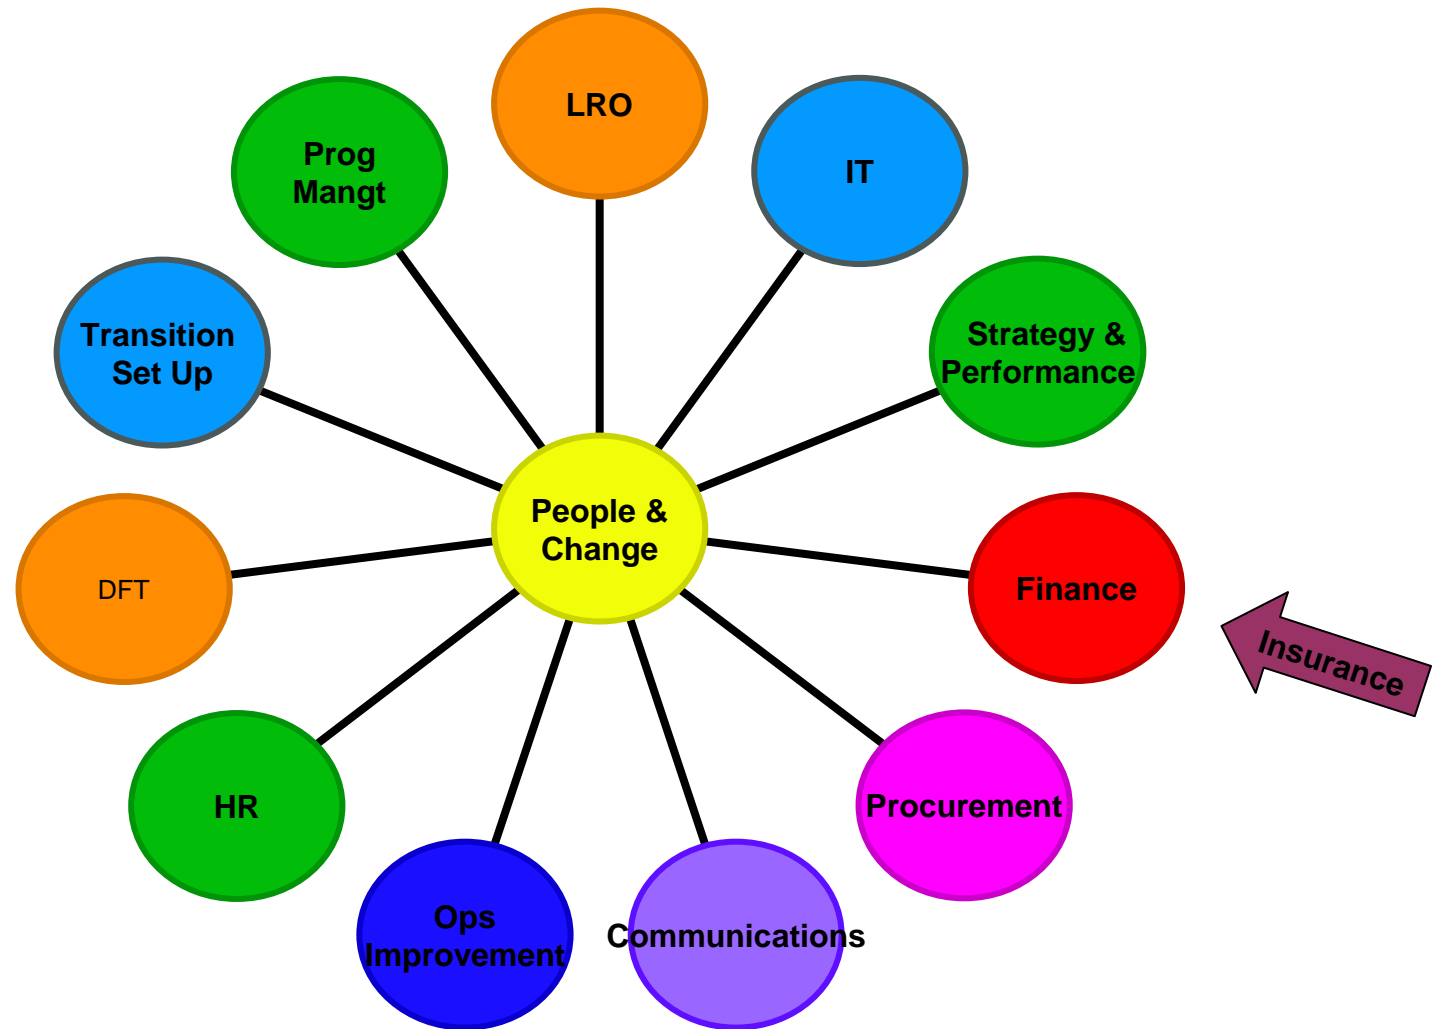 LRO
Prog
Mangt
IT
Transition
Set Up
Strategy &
Performance
People &
Change
DFT
Finance
Insurance
HR
Procurement
Ops
Improvement
Communications